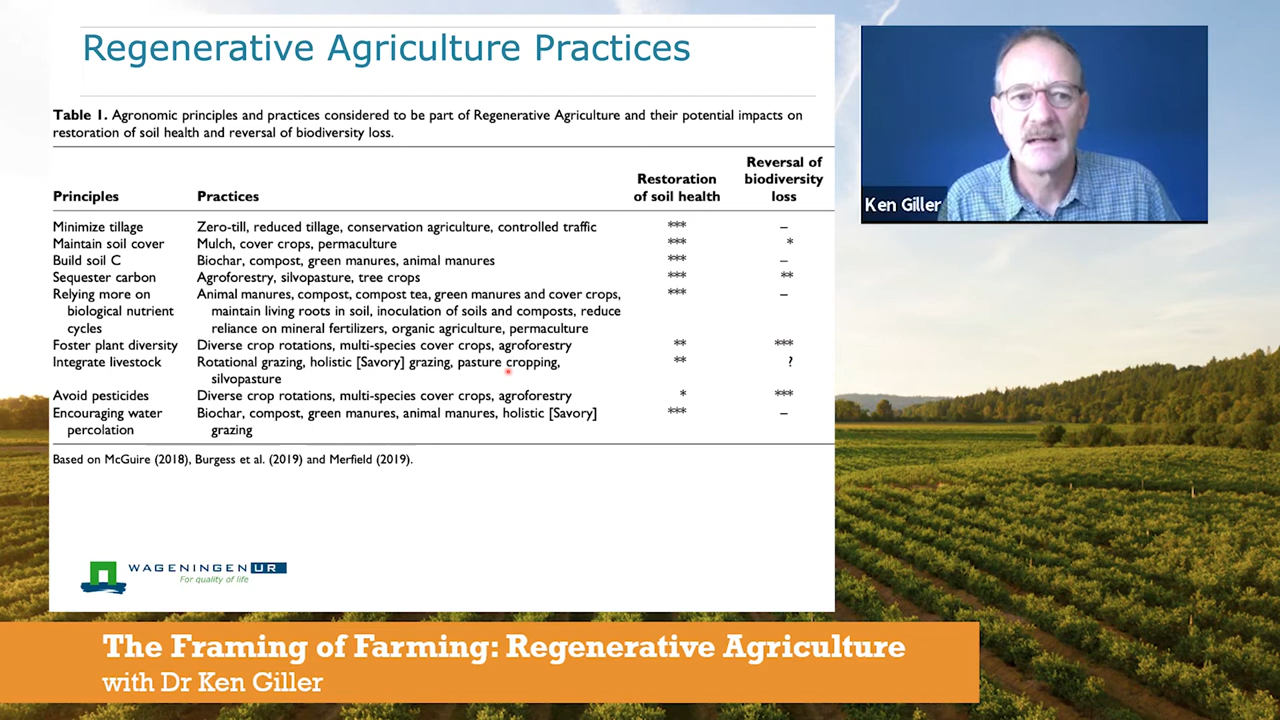 Regenerative Agriculture Practices
Table 1. Agronomic principles and practices considered to be part of Regenerative Agriculture and their potential impacts on
restoration of soil health and reversal of biodiversity loss.
Principles Practices Restoration of soil health Reversal of biodiversity loss
Minimize tillage Zero-till, reduced tillage, conservation agriculture, controlled traffic *** –
Maintain soil cover Mulch, cover crops, permaculture *** *
Build soil C Biochar, compost, green manures, animal manures *** –
Sequester carbon Agroforestry, silvopasture, tree crops *** **
Relying more on Animal manures, compost, compost tea, green manures and cover crops, *** –
biological nutrient maintain living roots in soil, inoculation of soils and composts, reduce
cycles reliance on mineral fertilizers, organic agriculture, permaculture
Foster plant diversity Diverse crop rotations, multi-species cover crops, agroforestry ** ***
Integrate livestock Rotational grazing, holistic [Savory] grazing, pasture cropping, ** ?
silvopasture
Avoid pesticides Diverse crop rotations, multi-species cover crops, agroforestry * ***
Encouraging water Biochar, compost, green manures, animal manures, holistic [Savory] *** –
percolation grazing
Based on McGuire (2018), Burgess et al. (2019) and Merfield (2019).
WAGENINGEN UR
For quality of life
Ken Giller
The Framing of Farming: Regenerative Agriculture
with Dr Ken Giller